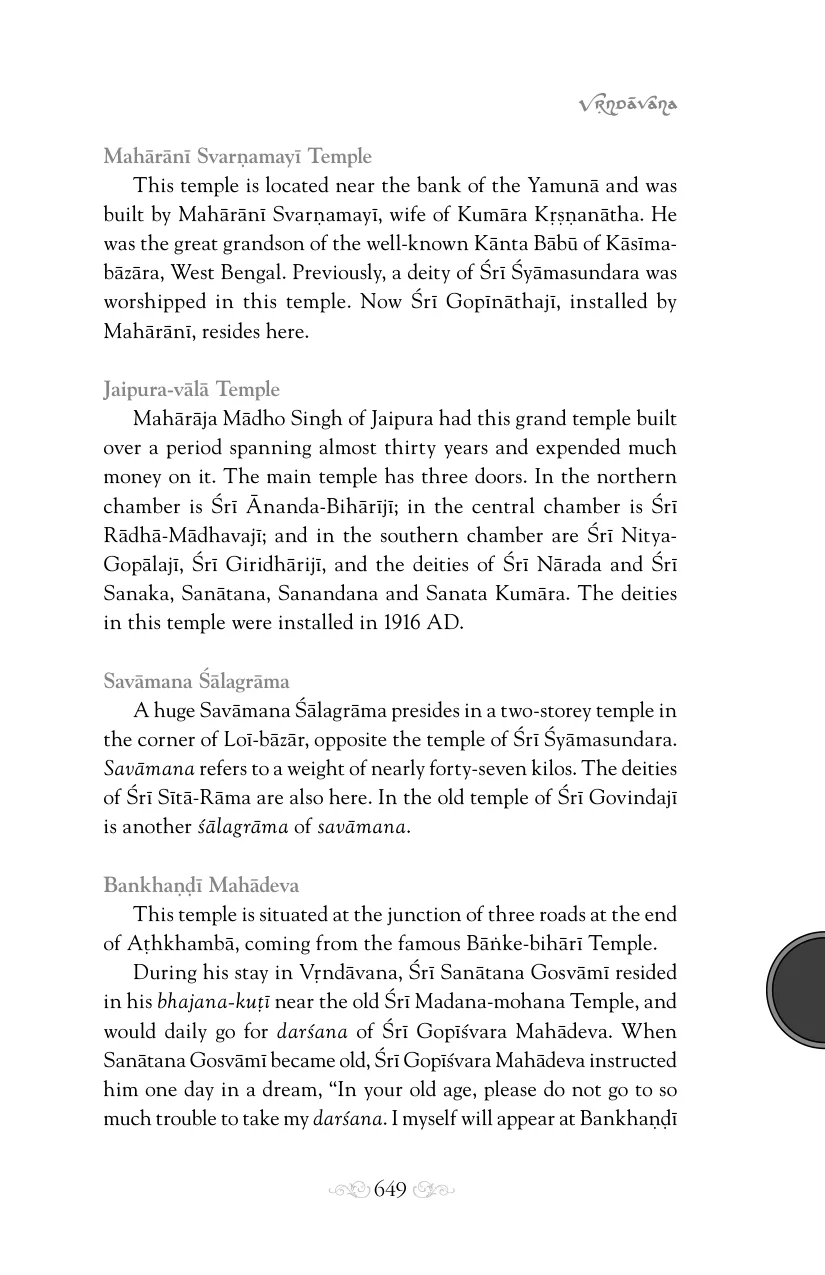 Vṛndāvana
Mahārānī Svarṇamayī Temple
This temple is located near the bank of the Yamunā and was
built by Mahārānī Svarṇamayī, wife of Kumāra Kṛṣṇanātha. He
was the great grandson of the well-known Kānta Bābū of Kāsīma-
bāzāra, West Bengal. Previously, a deity of Śrī Śyāmasundara was
worshipped in this temple. Now Śrī Gopīnāthajī, installed by
Mahārānī, resides here.
Jaipura-vālā Temple
Mahārāja Mādho Singh of Jaipura had this grand temple built
over a period spanning almost thirty years and expended much
money on it. The main temple has three doors. In the northern
chamber is Śrī Ānanda-Bihārījī; in the central chamber is Śrī
Rādhā-Mādhavajī; and in the southern chamber are Śrī Nitya-
Gopālajī, Śrī Giridhārijī, and the deities of Śrī Nārada and Śrī
Sanaka, Sanātana, Sanandana and Sanata Kumāra. The deities
in this temple were installed in 1916 AD.
Savāmana Śālagrāma
A huge Savāmana Śālagrāma presides in a two-storey temple in
the corner of Loī-bāzār, opposite the temple of Śrī Śyāmasundara.
Savāmana refers to a weight of nearly forty-seven kilos. The deities
of Śrī Sītā-Rāma are also here. In the old temple of Śrī Govindajī
is another śālagrāma of savāmana.
Bankhaṇḍī Mahādeva
This temple is situated at the junction of three roads at the end
of Aṭhkhambā, coming from the famous Bāṅke-bihārī Temple.
During his stay in Vṛndāvana, Śrī Sanātana Gosvāmī resided
in his bhajana-kuṭī near the old Śrī Madana-mohana Temple, and
would daily go for darśana of Śrī Gopīśvara Mahādeva. When
Sanātana Gosvāmī became old, Śrī Gopīśvara Mahādeva instructed
him one day in a dream, “In your old age, please do not go to so
much trouble to take my darśana. I myself will appear at Bankhaṇḍī
649